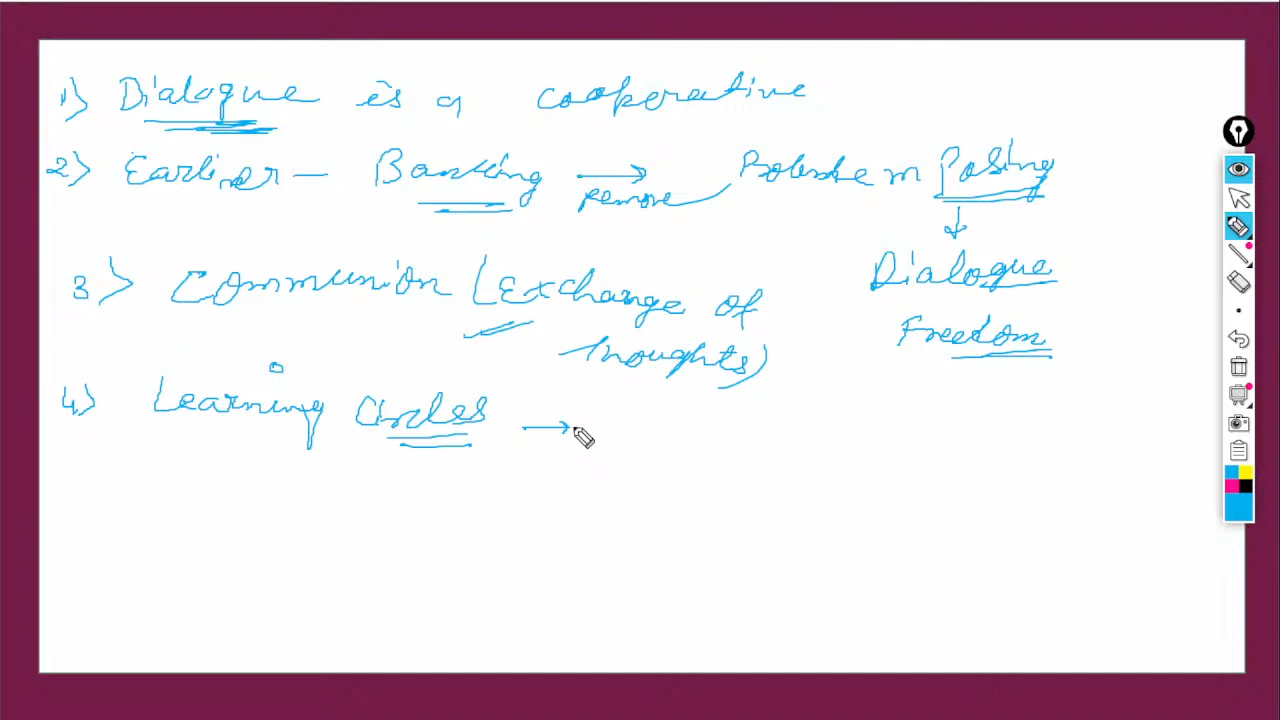 1) Dialogue is a cooperative
2) Earlier — Banking → Problem Posing
remove
↓
3) Communion (Exchange of
Dialogue
thoughts)
Freedom
4) Learning Circles →